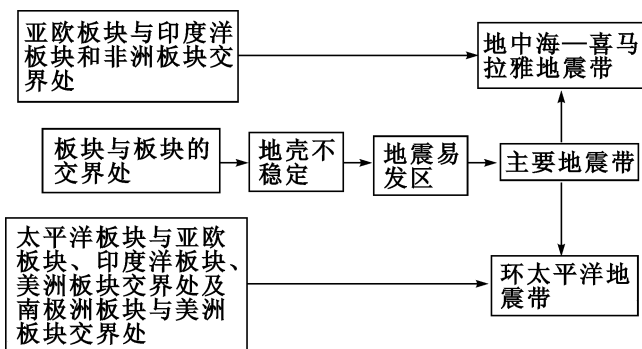 亚欧板块与印度洋
板块和非洲板块交
界处
地中海—喜马
拉雅地震带
板块与板块的
交界处
地壳不
稳定
地震易
发区
主要地震带
太平洋板块与亚欧
板块、印度洋板块、
美洲板块交界处及
南极洲板块与美洲
板块交界处
环太平洋地
震带